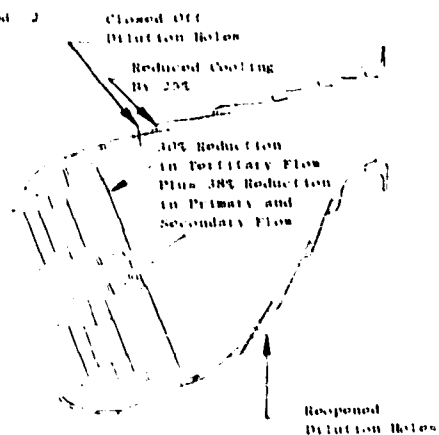 Closed Off
Dilution Holes
Reduced Cooling
By 25%
30% Reduction
in Tertitary Flow
Plus 38% Reduction
in Primary and
Secondary Flow
Reopened
Dilution Holes